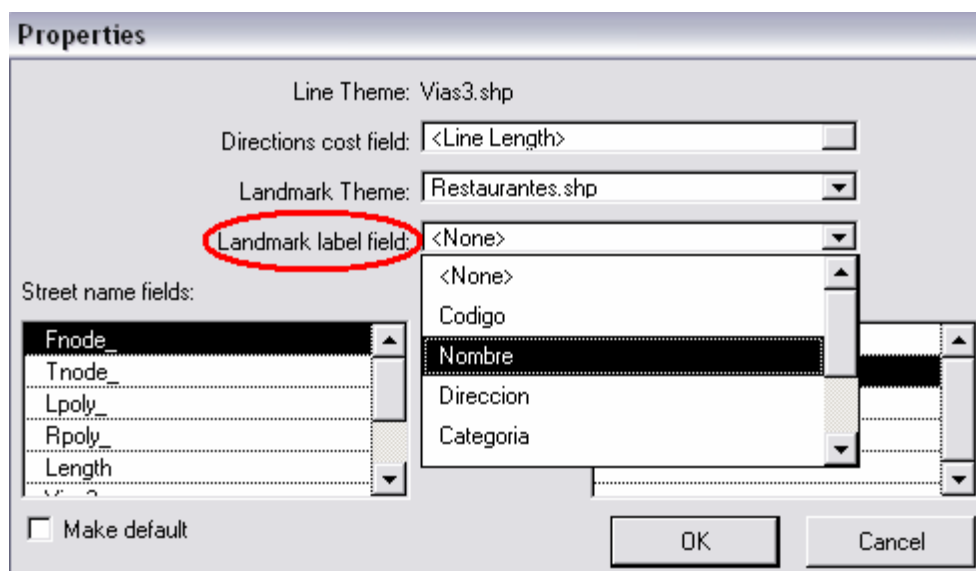 Properties
Line Theme: Vias3.shp
Directions cost field: <Line Length>
Landmark Theme: Restaurantes.shp
Landmark label field: <None>
<None>
Codigo
Nombre
Direccion
Categoria
Street name fields:
Fnode_
Tnode_
Lpoly_
Rpoly_
Length
Make default
OK
Cancel